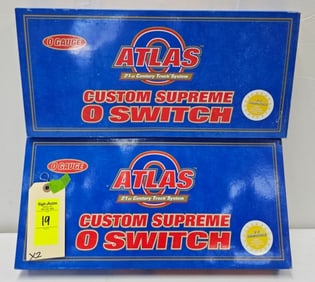 O GAUGE
ATLAS
O
21st Century Track System
CUSTOM SUPREME
O SWITCH
O GAUGE
ATLAS
O
21st Century Track System
CUSTOM SUPREME
O SWITCH
19
X2